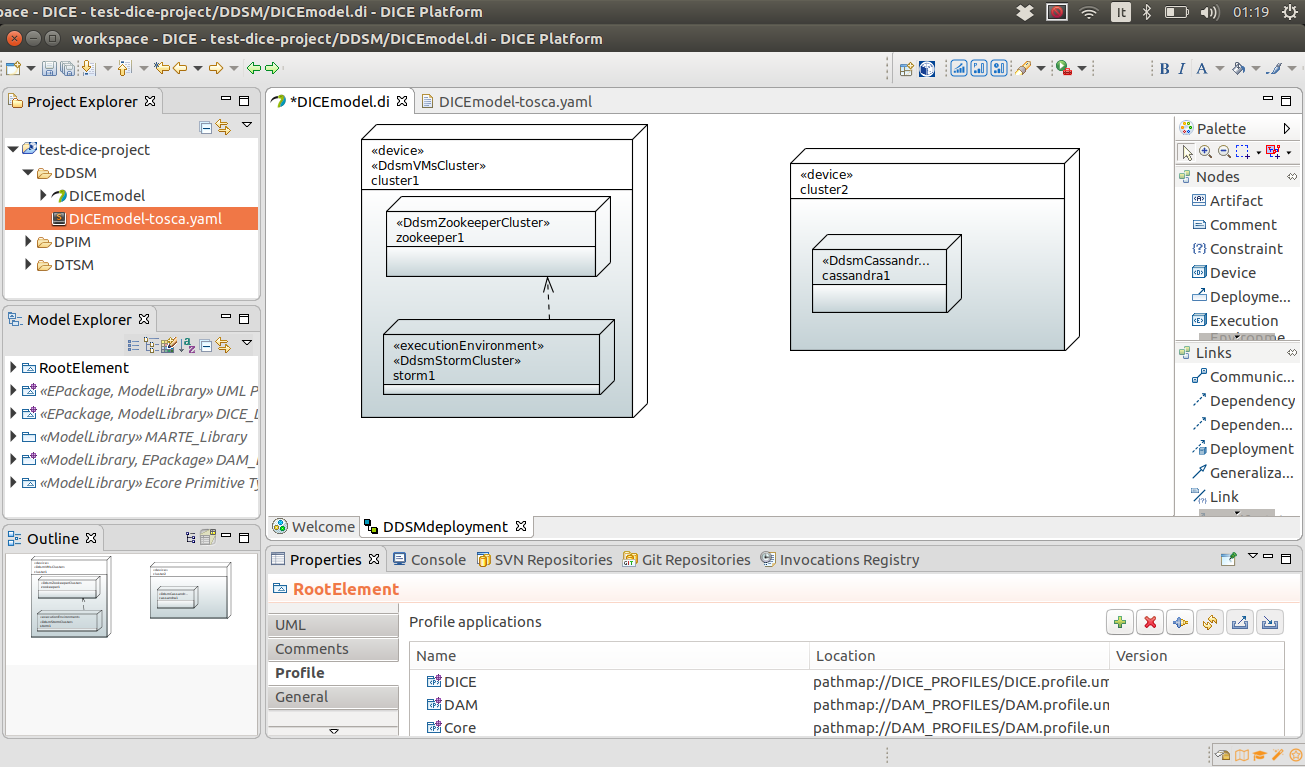 pace - DICE - test-dice-project/DDSM/DICEmodel.di - DICE Platform
It
01:19
workspace - DICE - test-dice-project/DDSM/DICEmodel.di - DICE Platform
B I A
Project Explorer
test-dice-project
DDSM
DICEmodel
DICEmodel-tosca.yaml
DPIM
DTSM
Model Explorer
RootElement
«EPackage, ModelLibrary» UML P
«EPackage, ModelLibrary» DICE_L
«ModelLibrary» MARTE_Library
«ModelLibrary, EPackage» DAM_
«ModelLibrary» Ecore Primitive Ty
Outline
*DICEmodel.di
DICEmodel-tosca.yaml
«device»
«DdsmVMsCluster»
cluster1
«DdsmZookeeperCluster»
zookeeper1
«executionEnvironment»
«DdsmStormCluster»
storm1
«device»
cluster2
«DdsmCassandr...
cassandra1
Palette
Nodes
Artifact
Comment
Constraint
Device
Deployme...
Execution
Environme
Links
Communic...
Dependency
Dependen...
Deployment
Generaliza...
Link
Welcome
DDSMdeployment
Properties
Console
SVN Repositories
Git Repositories
Invocations Registry
RootElement
UML
Comments
Profile
General
Profile applications
Name
Location
Version
DICE
pathmap://DICE_PROFILES/DICE.profile.um
DAM
pathmap://DAM_PROFILES/DAM.profile.un
Core
pathmap://DAM_PROFILES/DAM.profile.un